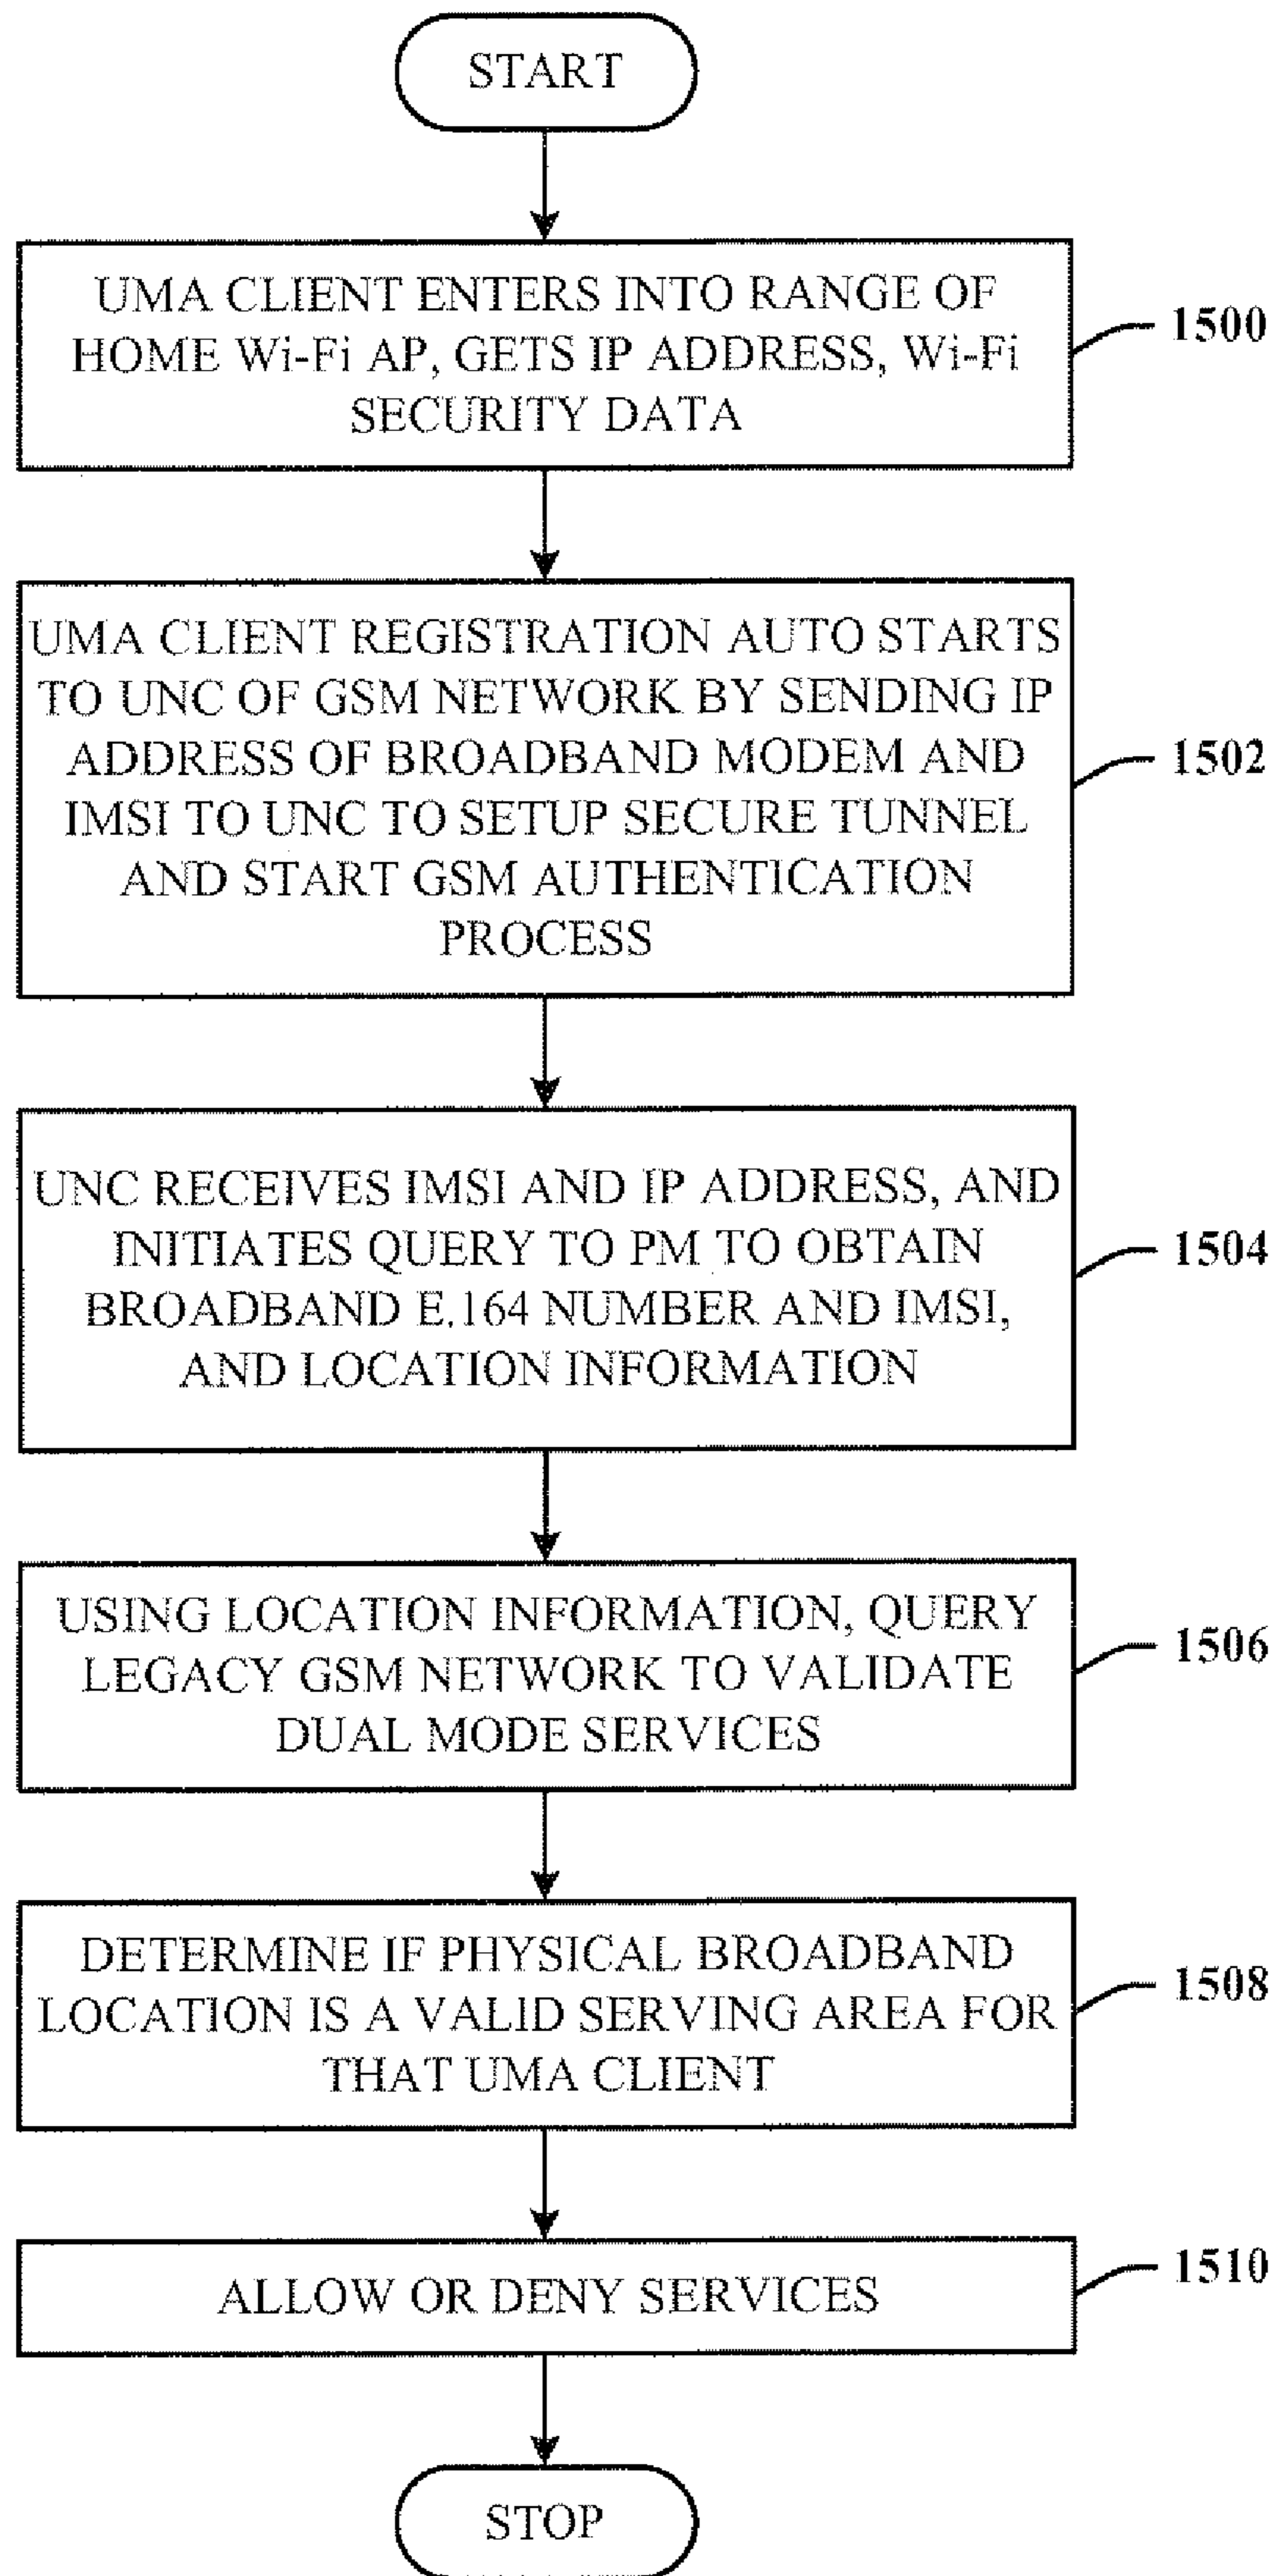 START
UMA CLIENT ENTERS INTO RANGE OF
HOME Wi-Fi AP, GETS IP ADDRESS, Wi-Fi
SECURITY DATA
1500
UMA CLIENT REGISTRATION AUTO STARTS
TO UNC OF GSM NETWORK BY SENDING IP
ADDRESS OF BROADBAND MODEM AND
IMSI TO UNC TO SETUP SECURE TUNNEL
AND START GSM AUTHENTICATION
PROCESS
1502
UNC RECEIVES IMSI AND IP ADDRESS, AND
INITIATES QUERY TO PM TO OBTAIN
BROADBAND E.164 NUMBER AND IMSI,
AND LOCATION INFORMATION
1504
USING LOCATION INFORMATION, QUERY
LEGACY GSM NETWORK TO VALIDATE
DUAL MODE SERVICES
1506
DETERMINE IF PHYSICAL BROADBAND
LOCATION IS A VALID SERVING AREA FOR
THAT UMA CLIENT
1508
ALLOW OR DENY SERVICES
1510
STOP